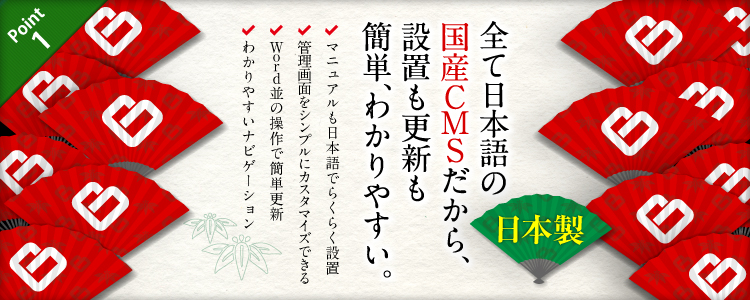 Point
1
全て日本語の
国産CMSだから、
設置も更新も
簡単、わかりやすい。
マニュアルも日本語でらくらく設置
管理画面をシンプルにカスタマイズできる
Word並の操作で簡単更新
わかりやすいナビゲーション
日本製